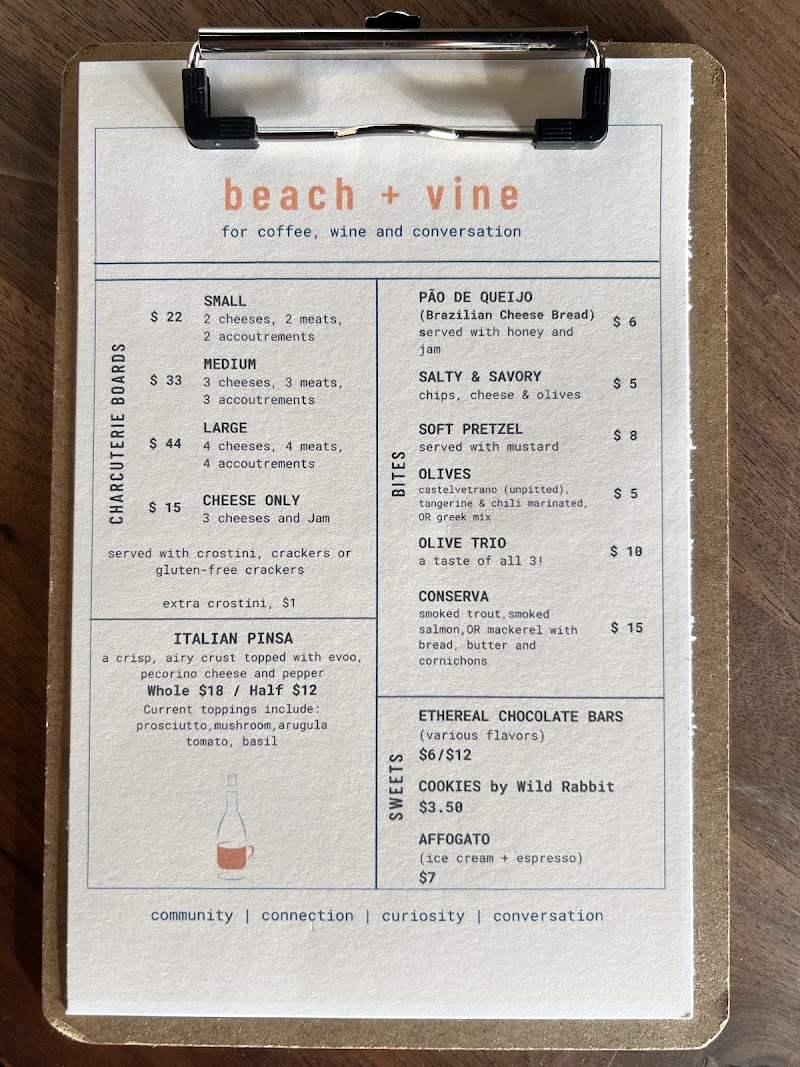 beach + vine
for coffee, wine and conversation
CHARCUTERIE BOARDS
SMALL
$ 22
2 cheeses, 2 meats,
2 accoutrements
MEDIUM
$ 33
3 cheeses, 3 meats,
3 accoutrements
LARGE
$ 44
4 cheeses, 4 meats,
4 accoutrements
CHEESE ONLY
$ 15
3 cheeses and Jam
served with crostini, crackers or
gluten-free crackers
extra crostini, $1
ITALIAN PINSA
a crisp, airy crust topped with evoo,
pecorino cheese and pepper
Whole $18 / Half $12
Current toppings include:
prosciutto,mushroom,arugula
tomato, basil
BITES
PÃO DE QUEIJO
(Brazilian Cheese Bread)
served with honey and
jam
$ 6
SALTY & SAVORY
chips, cheese & olives
$ 5
SOFT PRETZEL
served with mustard
$ 8
OLIVES
castelvetrano (unpitted),
tangerine & chili marinated,
OR greek mix
$ 5
OLIVE TRIO
a taste of all 3!
$ 10
CONSERVA
smoked trout,smoked
salmon,OR mackerel with
bread, butter and
cornichons
$ 15
SWEETS
ETHEREAL CHOCOLATE BARS
(various flavors)
$6/$12
COOKIES by Wild Rabbit
$3.50
AFFOGATO
(ice cream + espresso)
$7
community | connection | curiosity | conversation